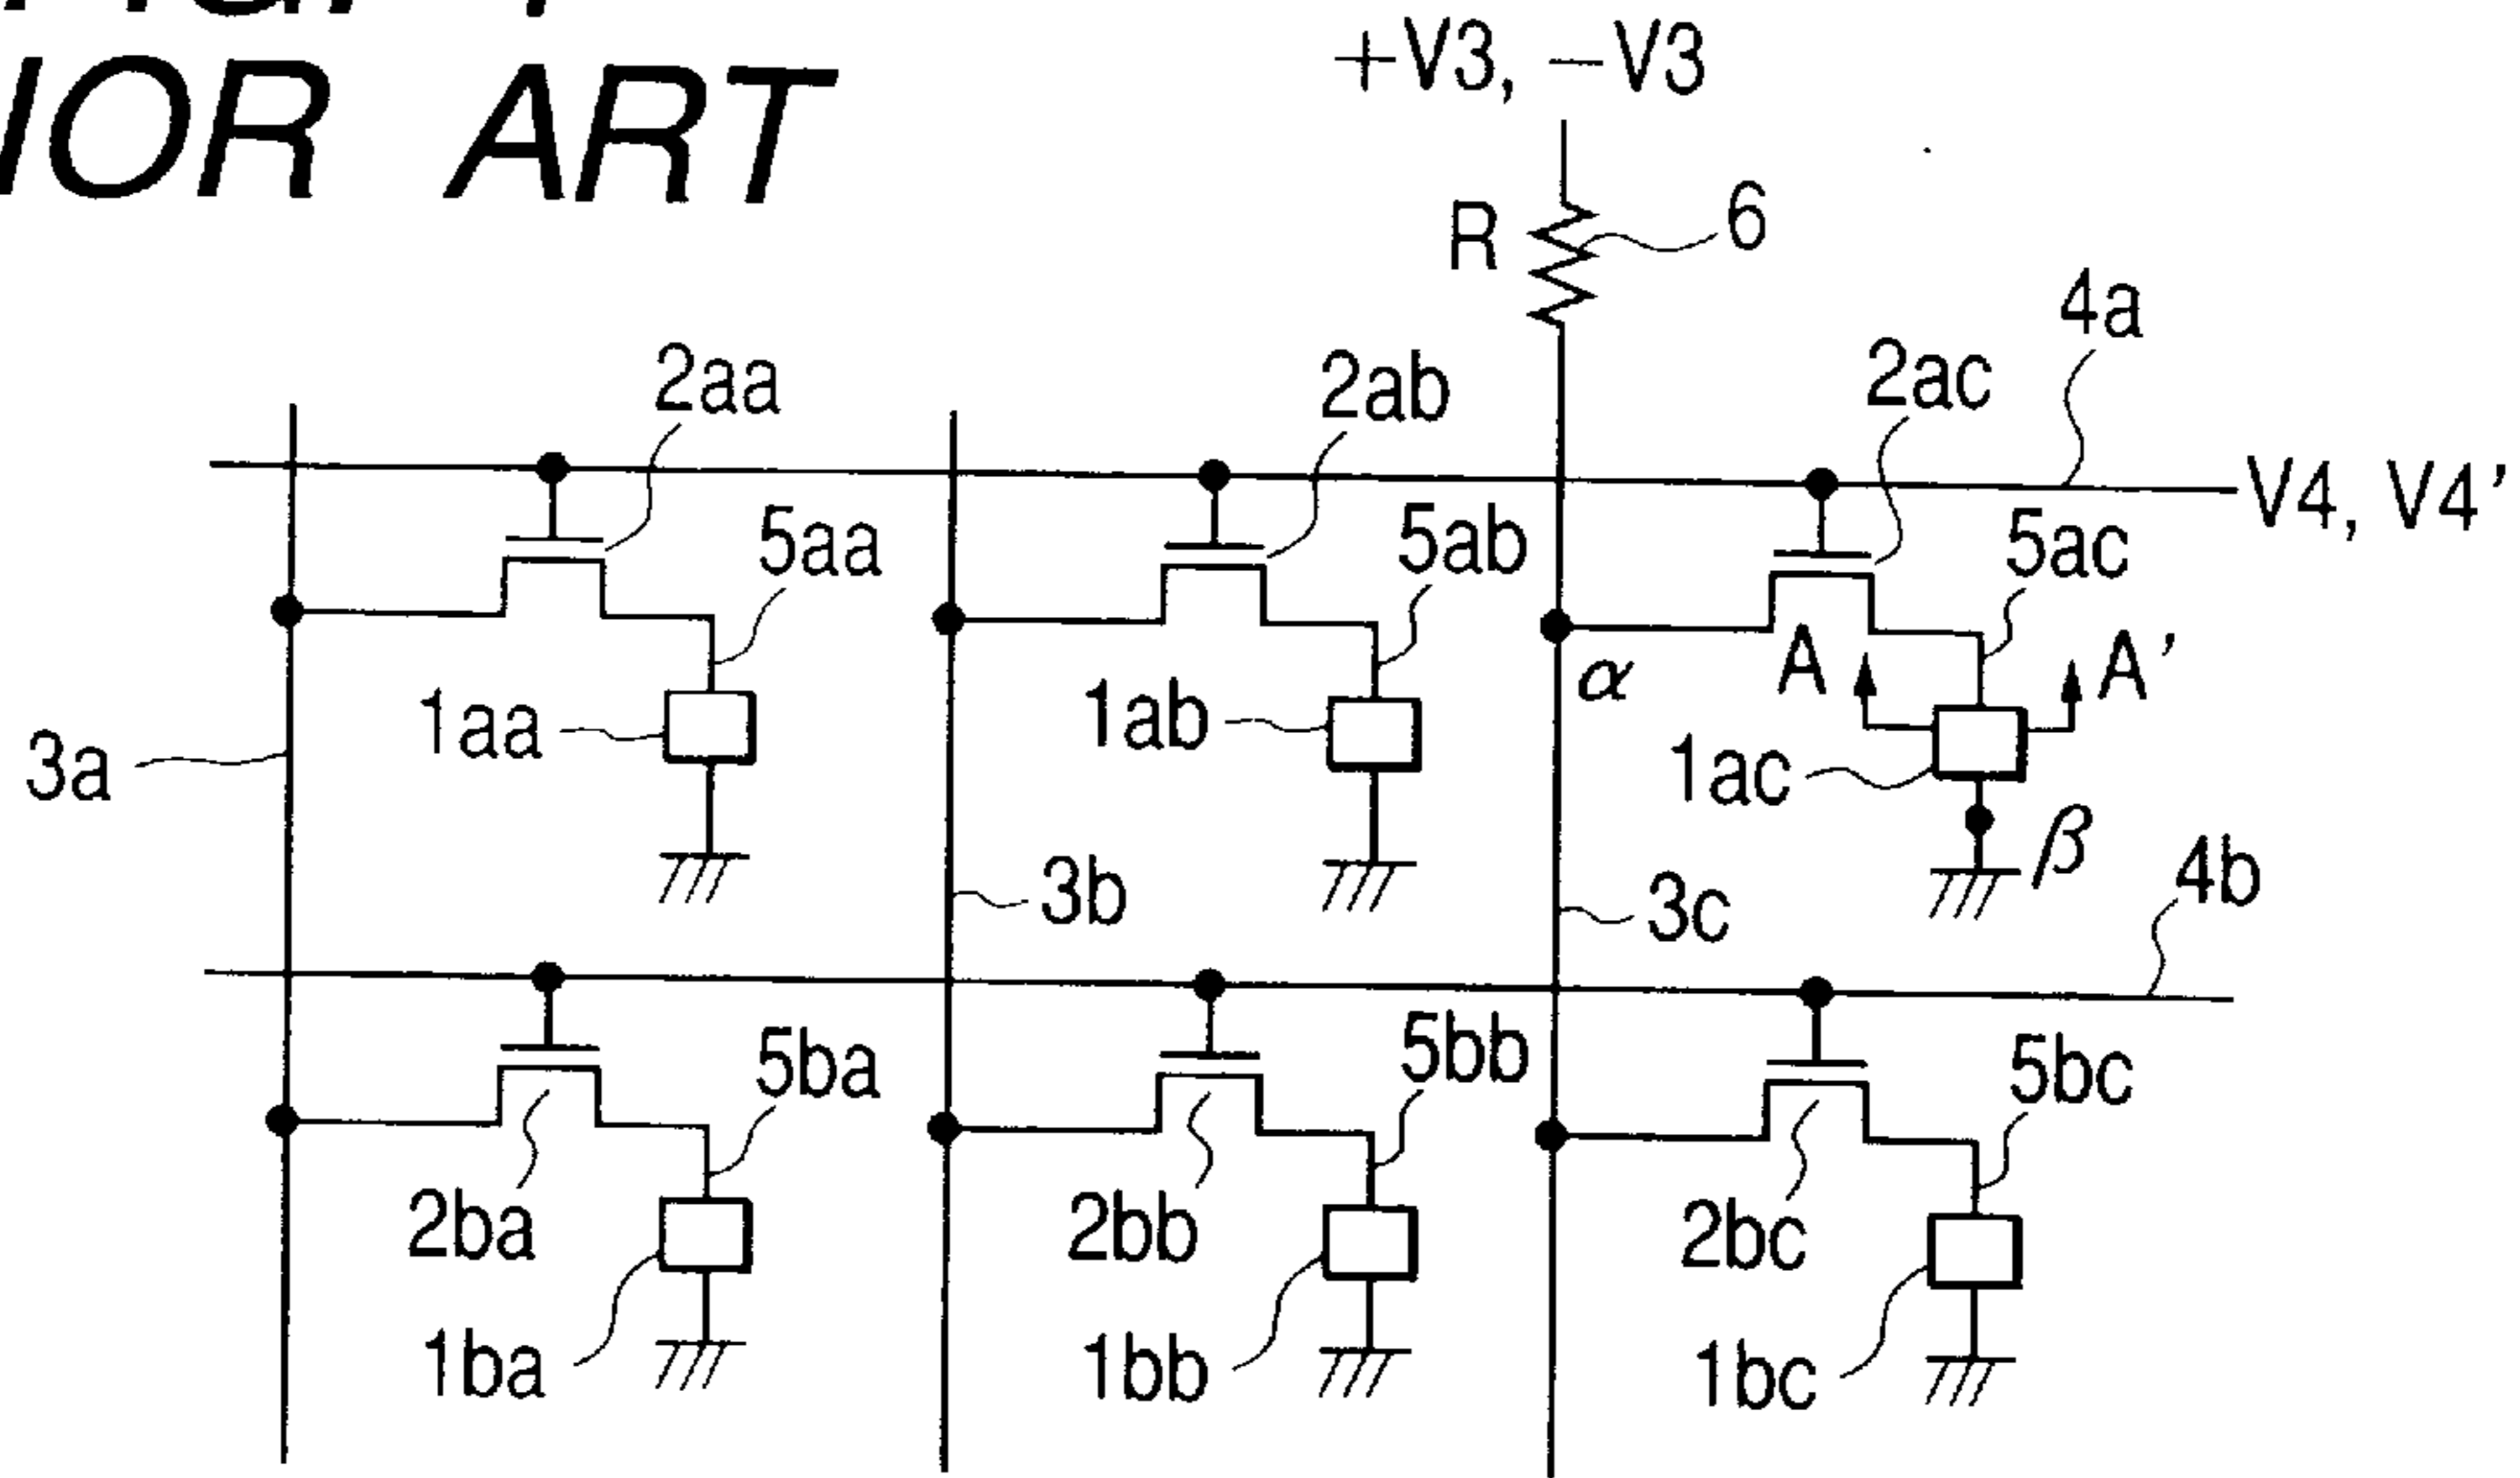 ART
+V3, −V3
R
6
4a
2aa
2ab
2ac
V4, V4'
5aa
5ab
5ac
A
A'
α
1aa
1ab
1ac
3a
β
3b
3c
4b
5ba
5bb
5bc
2ba
2bb
2bc
1ba
1bb
1bc